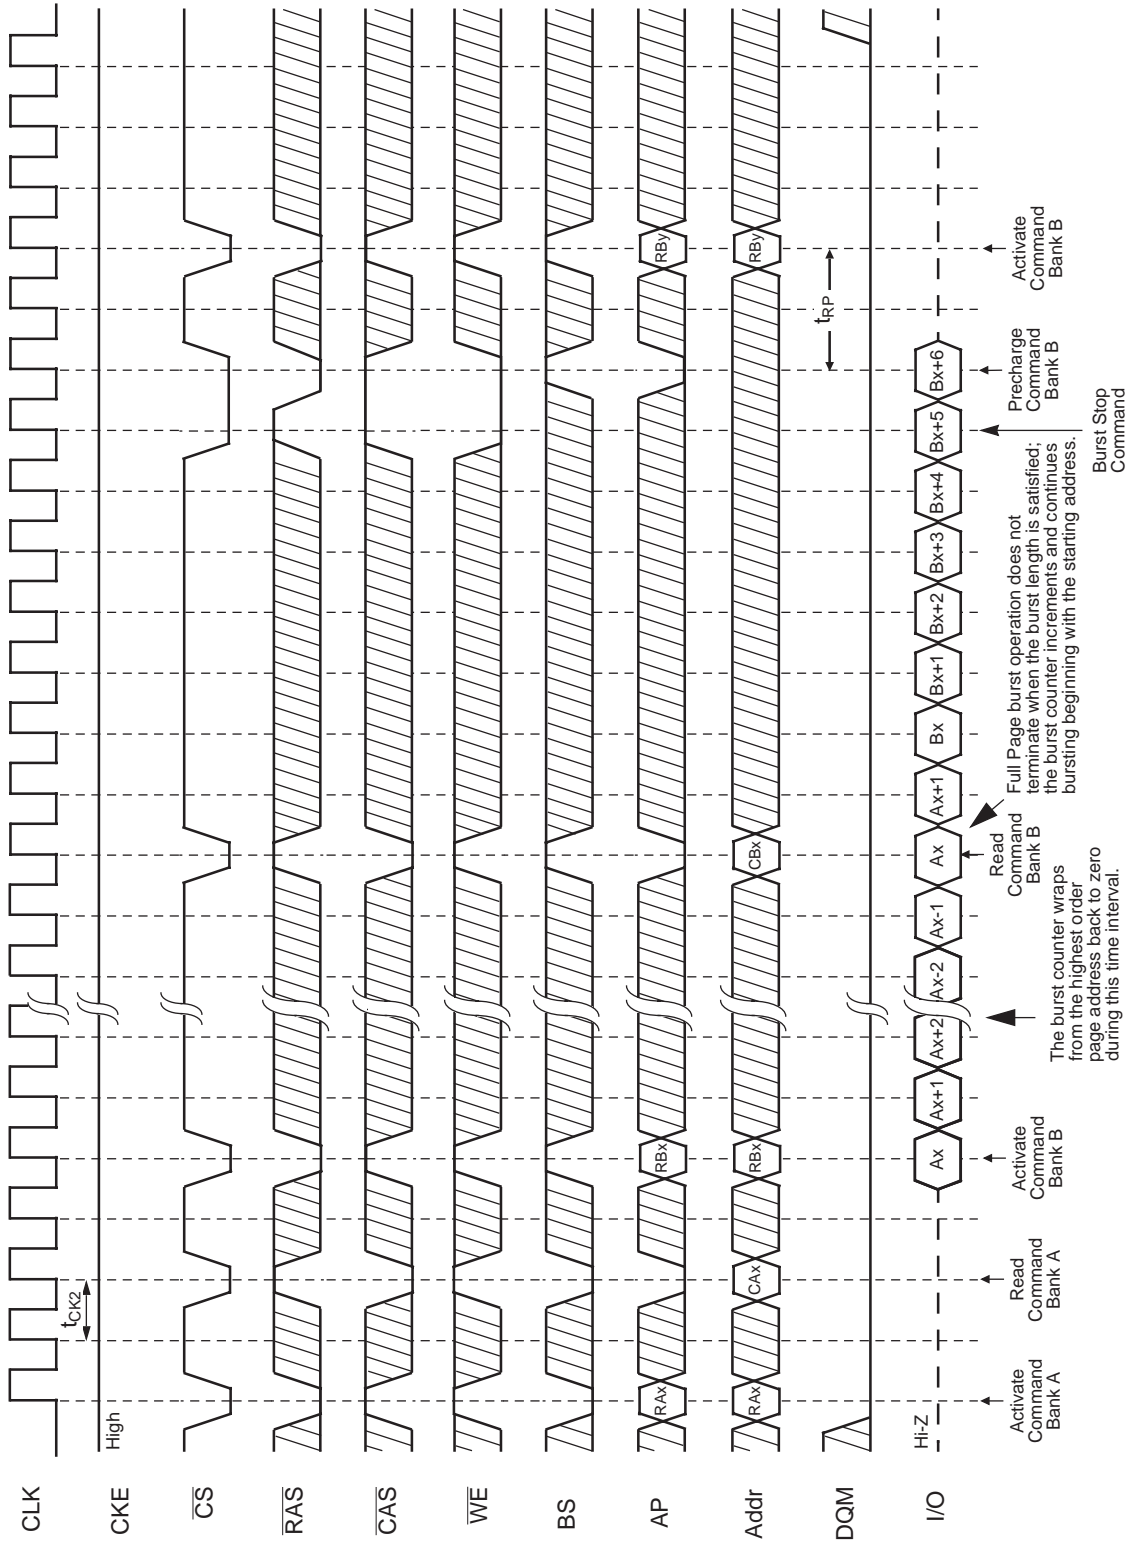 CLK
CKE
CS
RAS
CAS
WE
BS
AP
Addr
DQM
I/O
High
Hi-Z
tCK2
tRP
RAx
RBx
RBy
RAx
CAx
RBx
CBx
RBy
Ax
Ax+1
Ax+2
Ax-2
Ax-1
Ax
Ax+1
Bx
Bx+1
Bx+2
Bx+3
Bx+4
Bx+5
Bx+6
Activate
Command
Bank A
Read
Command
Bank A
Activate
Command
Bank B
The burst counter wraps
from the highest order
page address back to zero
during this time interval.
Read
Command
Bank B
Full Page burst operation does not
terminate when the burst length is satisfied;
the burst counter increments and continues
bursting beginning with the starting address.
Burst Stop
Command
Precharge
Command
Bank B
Activate
Command
Bank B